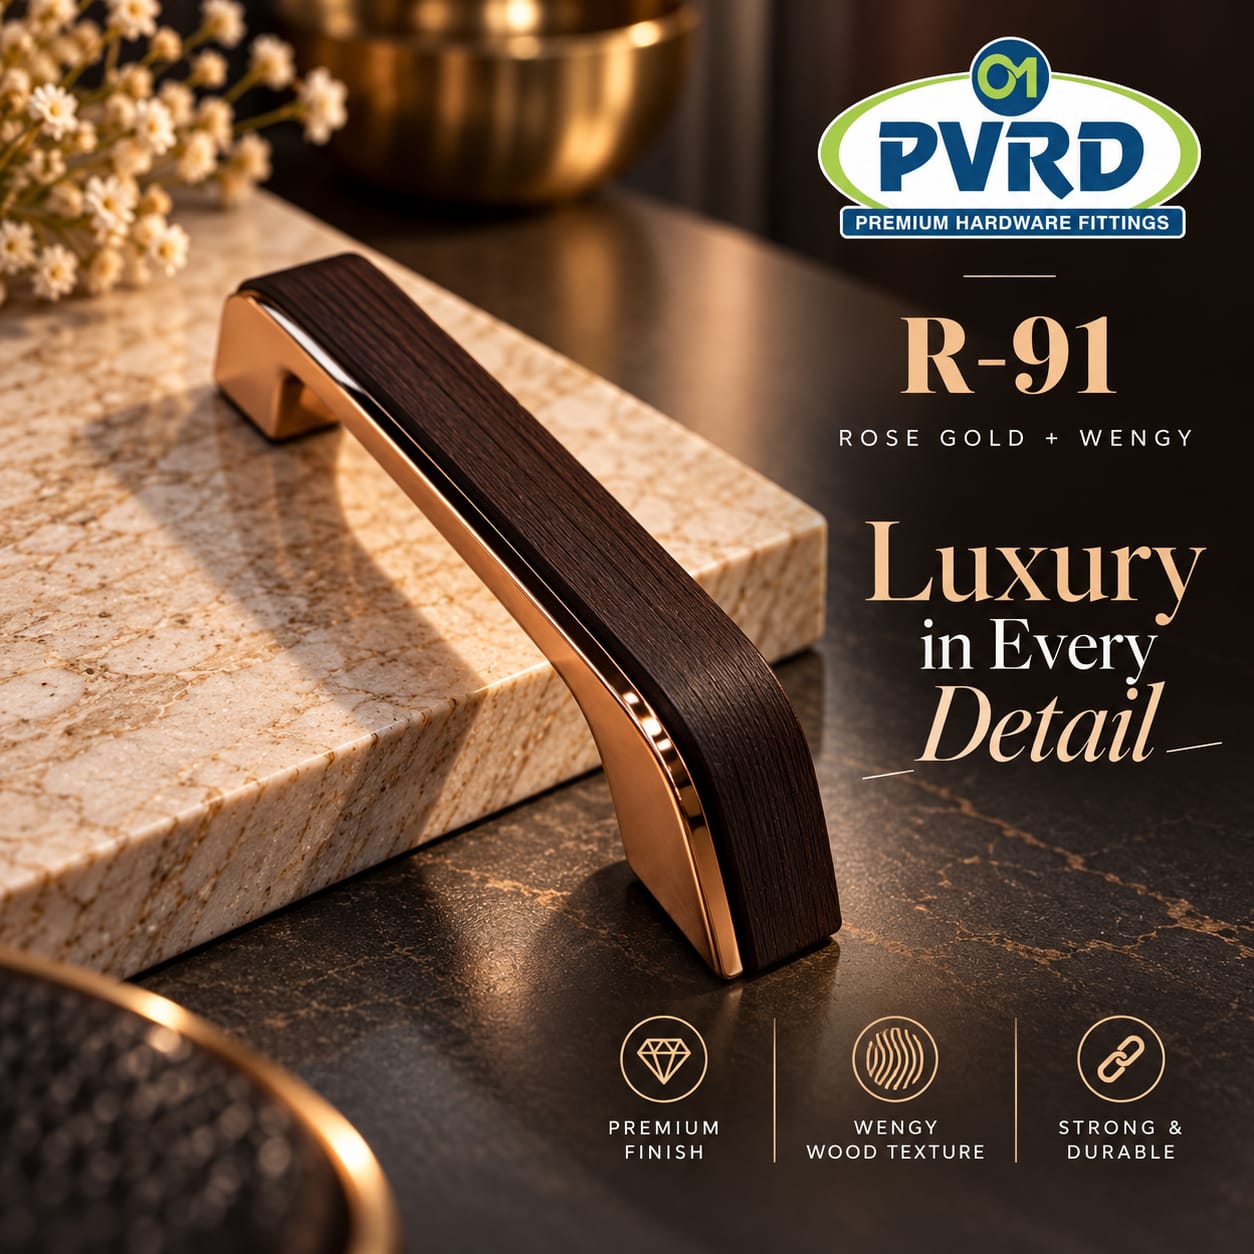 OM
PVRD
PREMIUM HARDWARE FITTINGS
R-91
ROSE GOLD + WENGY
Luxury
in Every
Detail
PREMIUM
FINISH
WENGY
WOOD TEXTURE
STRONG &
DURABLE